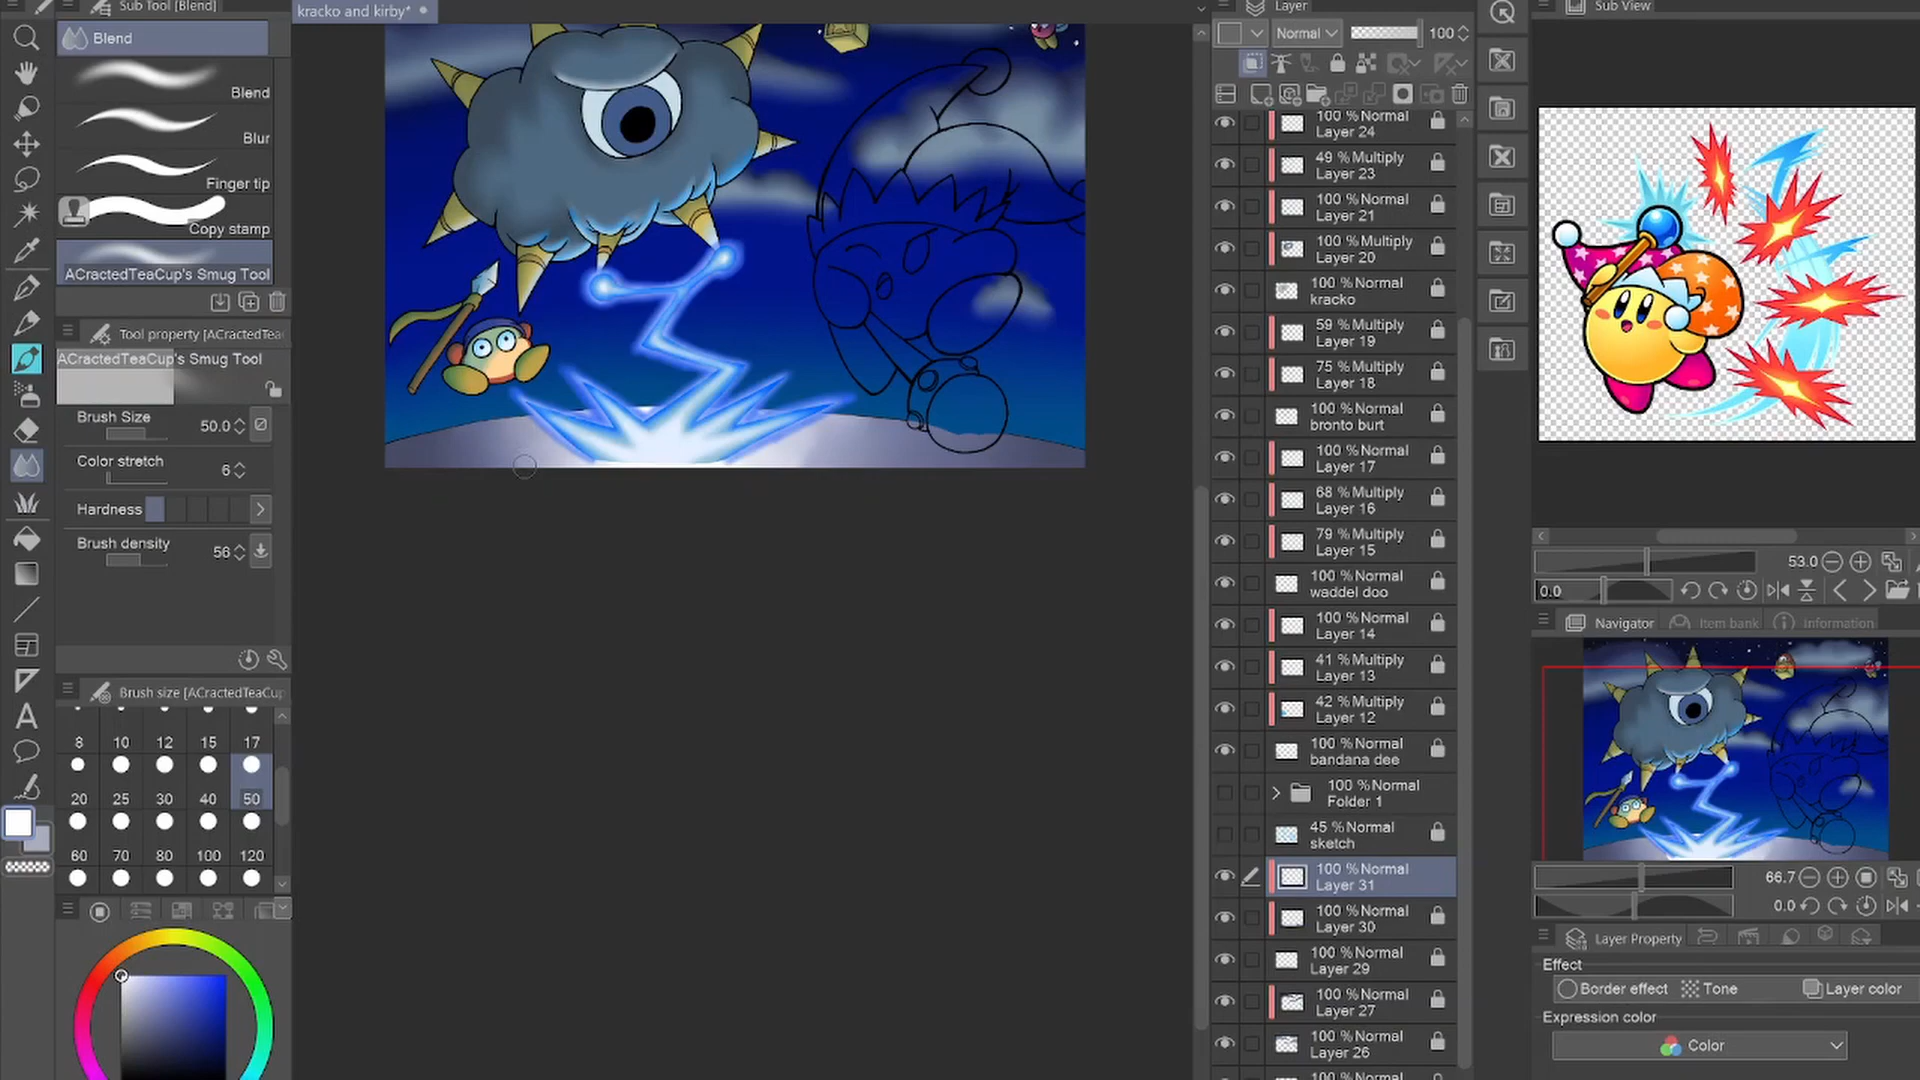 Sub Tool [Blend]
Blend
Blend
Blur
Finger tip
Copy stamp
ACractedTeaCup's Smug Tool
Tool property [ACractedTea
ACractedTeaCup's Smug Tool
Brush Size 50.0
Color stretch 6
Hardness
Brush density 56
Brush size [ACractedTeaCup
8 10 12 15 17
20 25 30 40 50
60 70 80 100 120
kracko and kirby*
Layer
Normal 100
100 %Normal
Layer 24
49 %Multiply
Layer 23
100 %Normal
Layer 21
100 %Multiply
Layer 20
100 %Normal
kracko
59 %Multiply
Layer 19
75 %Multiply
Layer 18
100 %Normal
bronto burt
100 %Normal
Layer 17
68 %Multiply
Layer 16
79 %Multiply
Layer 15
100 %Normal
waddel doo
100 %Normal
Layer 14
41 %Multiply
Layer 13
42 %Multiply
Layer 12
100 %Normal
bandana dee
100 %Normal
Folder 1
45 %Normal
sketch
100 %Normal
Layer 31
100 %Normal
Layer 30
100 %Normal
Layer 29
100 %Normal
Layer 27
100 %Normal
Layer 26
Sub View
53.0
0.0
Navigator Item bank Information
66.7
0.0
Layer Property
Effect
Border effect Tone Layer color
Expression color
Color